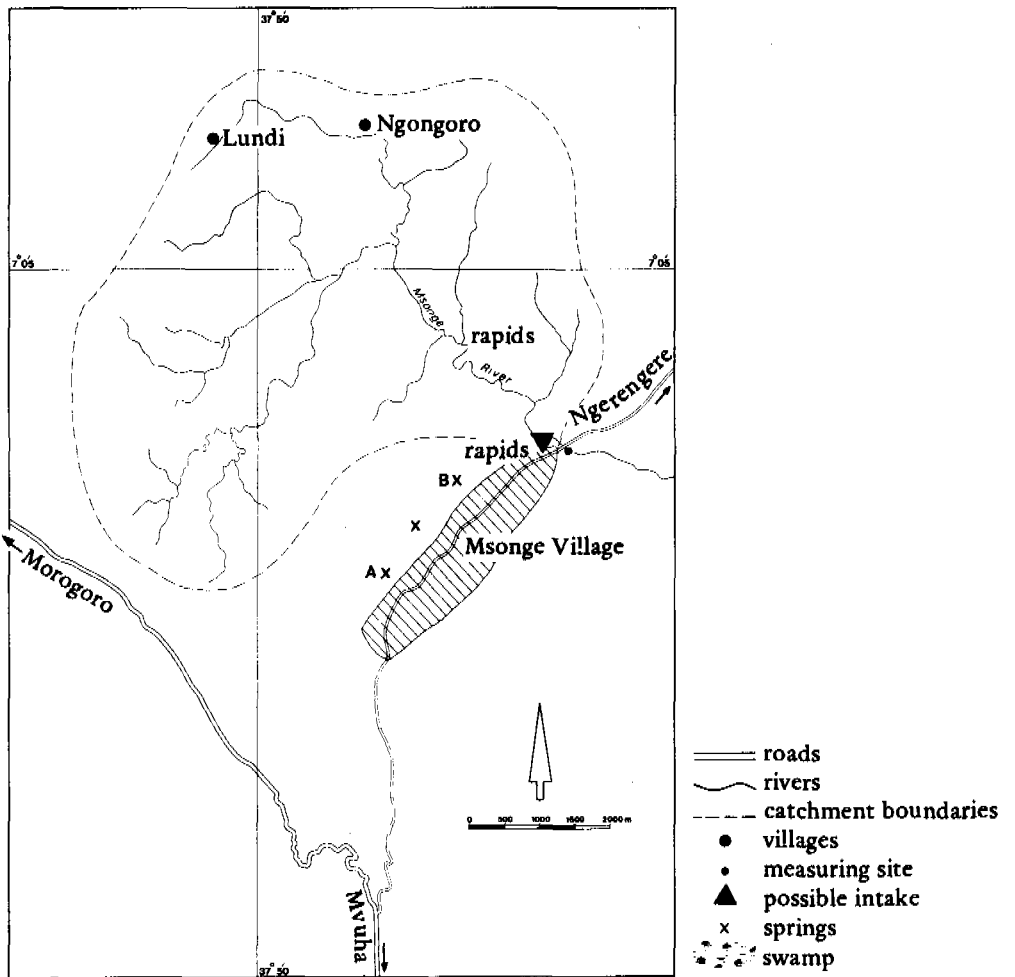 37°50'
Lundi
Ngongoro
7°05'
7°05'
Msonge
rapids
River
Ngerengere
rapids
B x
x
Msonge Village
A x
Morogoro
0 500 1000 1500 2000 m
roads
rivers
catchment boundaries
villages
measuring site
possible intake
x springs
swamp
Mvuha
37°50'